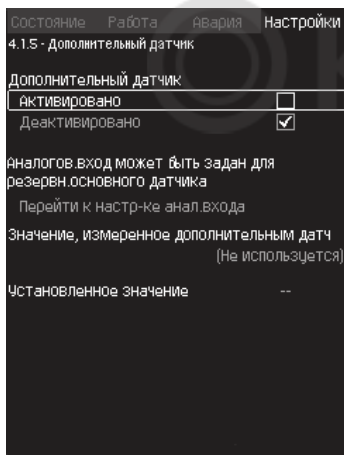 Состояние Работа Авария Настройки
4.1.5 - Дополнительный датчик
Дополнительный датчик
Активировано
Деактивировано
Аналогов.вход может быть задан для
резервн.основного датчика
Перейти к настр-ке анал.входа
Значение, измеренное дополнительным датч
(Не используется)
Установленное значение --